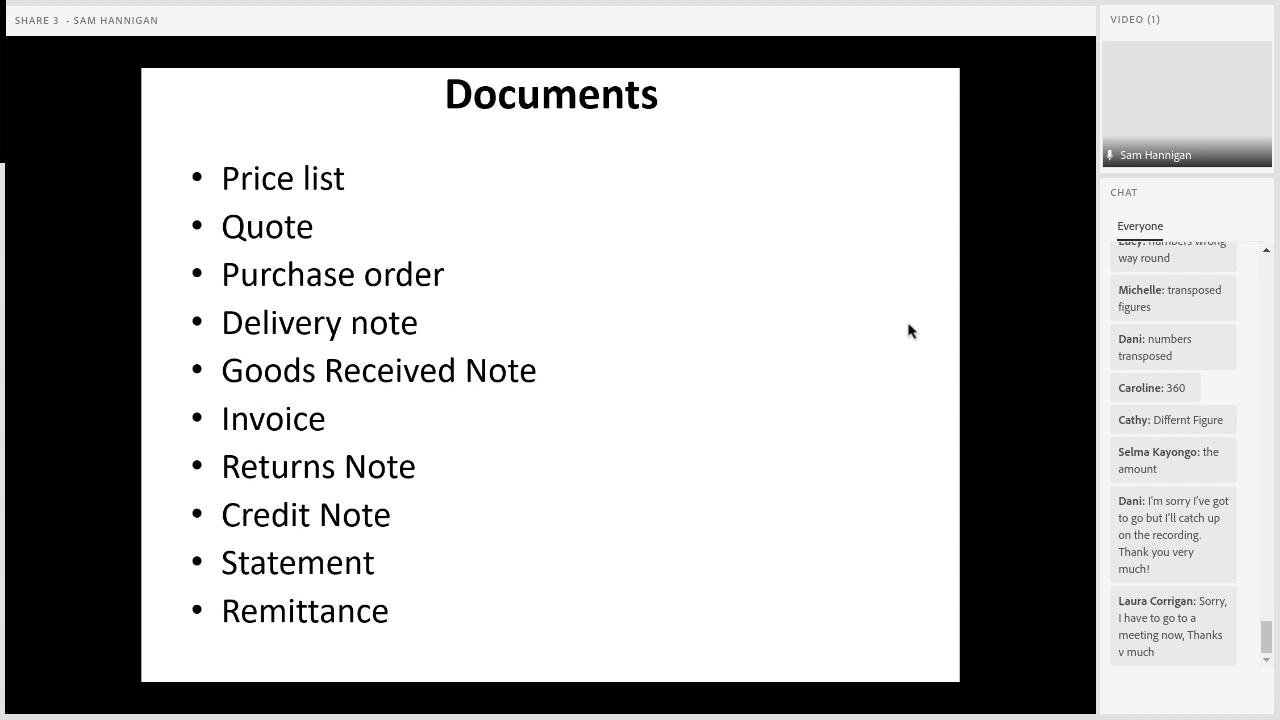 SHARE 3 - SAM HANNIGAN
Documents
• Price list
• Quote
• Purchase order
• Delivery note
• Goods Received Note
• Invoice
• Returns Note
• Credit Note
• Statement
• Remittance
VIDEO (1)
Sam Hannigan
CHAT
Everyone
Lucy: numbers wrong
way round
Michelle: transposed
figures
Dani: numbers
transposed
Caroline: 360
Cathy: Differnt Figure
Selma Kayongo: the
amount
Dani: I'm sorry I've got
to go but I'll catch up
on the recording.
Thank you very
much!
Laura Corrigan: Sorry,
I have to go to a
meeting now, Thanks
v much